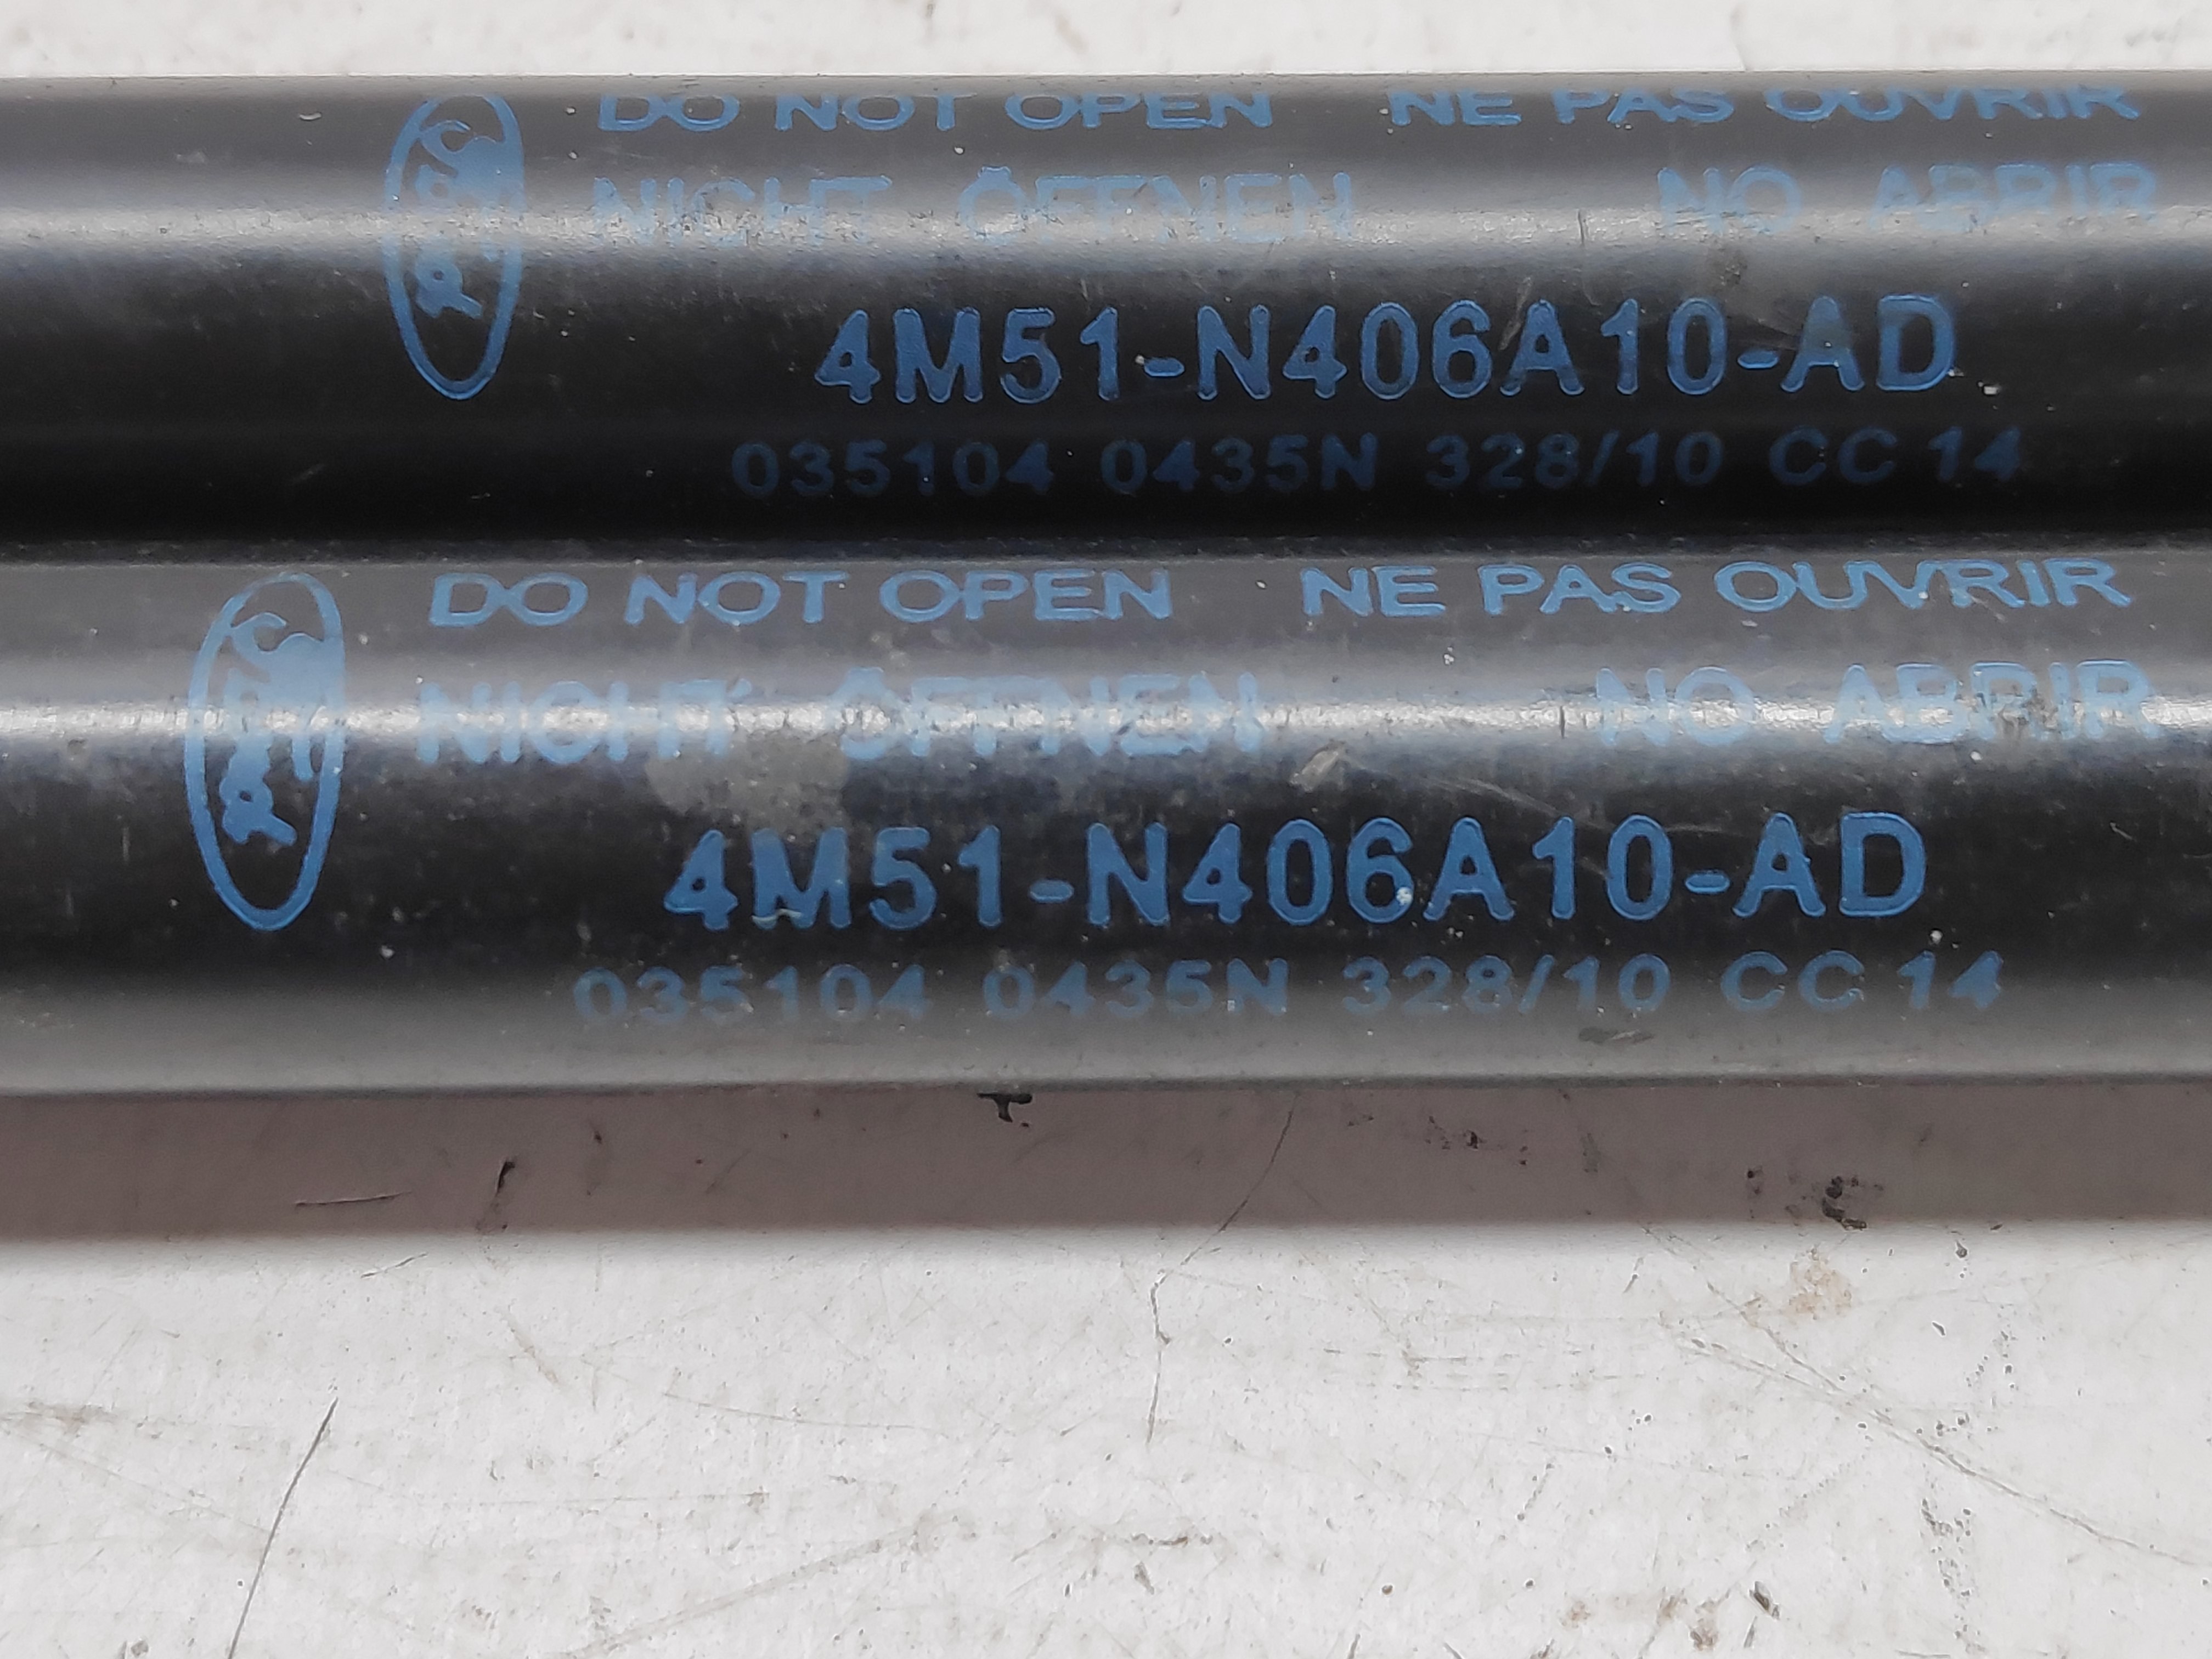 Ford
DO NOT OPEN NE PAS OUVRIR
NICHT ÖFFNEN NO ABRIR
4M51-N406A10-AD
035104 0435N 328/10 CC 14
Ford
DO NOT OPEN NE PAS OUVRIR
NICHT ÖFFNEN NO ABRIR
4M51-N406A10-AD
035104 0435N 328/10 CC 14